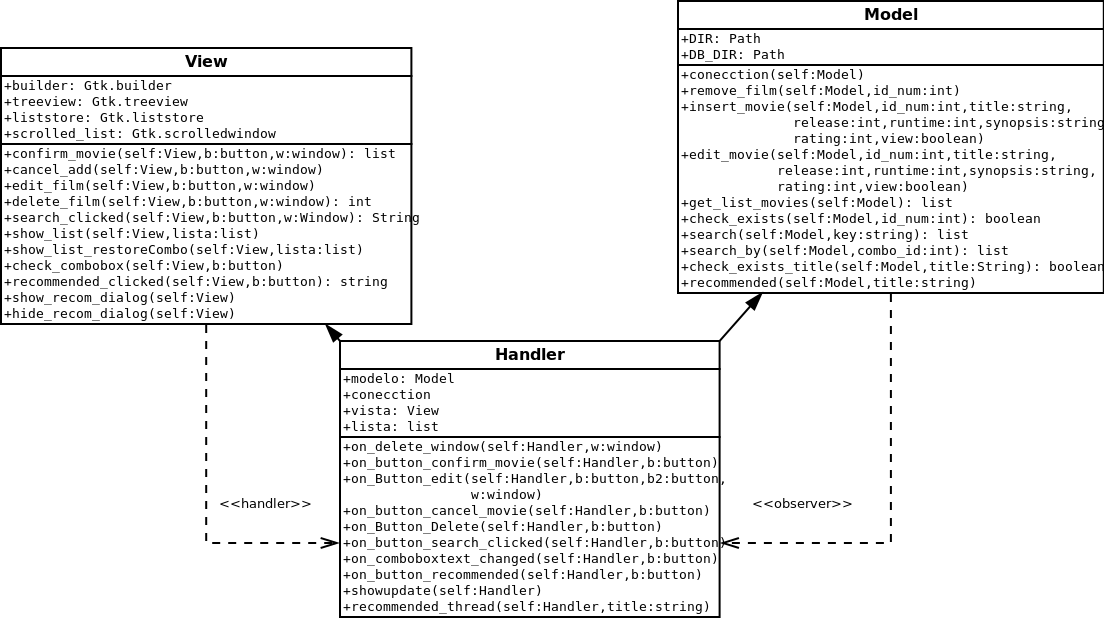 View
+builder: Gtk.builder
+treeview: Gtk.treeview
+liststore: Gtk.liststore
+scrolled_list: Gtk.scrolledwindow
+confirm_movie(self:View,b:button,w:window): list
+cancel_add(self:View,b:button,w:window)
+edit_film(self:View,b:button,w:window)
+delete_film(self:View,b:button,w:window): int
+search_clicked(self:View,b:button,w:Window): String
+show_list(self:View,lista:list)
+show_list_restoreCombo(self:View,lista:list)
+check_combobox(self:View,b:button)
+recommended_clicked(self:View,b:button): string
+show_recom_dialog(self:View)
+hide_recom_dialog(self:View)
Model
+DIR: Path
+DB_DIR: Path
+conecction(self:Model)
+remove_film(self:Model,id_num:int)
+insert_movie(self:Model,id_num:int,title:string,
release:int,runtime:int,synopsis:string
rating:int,view:boolean)
+edit_movie(self:Model,id_num:int,title:string,
release:int,runtime:int,synopsis:string,
rating:int,view:boolean)
+get_list_movies(self:Model): list
+check_exists(self:Model,id_num:int): boolean
+search(self:Model,key:string): list
+search_by(self:Model,combo_id:int): list
+check_exists_title(self:Model,title:String): boolean
+recommended(self:Model,title:string)
Handler
+modelo: Model
+conecction
+vista: View
+lista: list
+on_delete_window(self:Handler,w:window)
+on_button_confirm_movie(self:Handler,b:button)
+on_Button_edit(self:Handler,b:button,b2:button,
w:window)
+on_button_cancel_movie(self:Handler,b:button)
+on_Button_Delete(self:Handler,b:button)
+on_button_search_clicked(self:Handler,b:button)
+on_comboboxtext_changed(self:Handler,b:button)
+on_button_recommended(self:Handler,b:button)
+showupdate(self:Handler)
+recommended_thread(self:Handler,title:string)
<<handler>>
<<observer>>